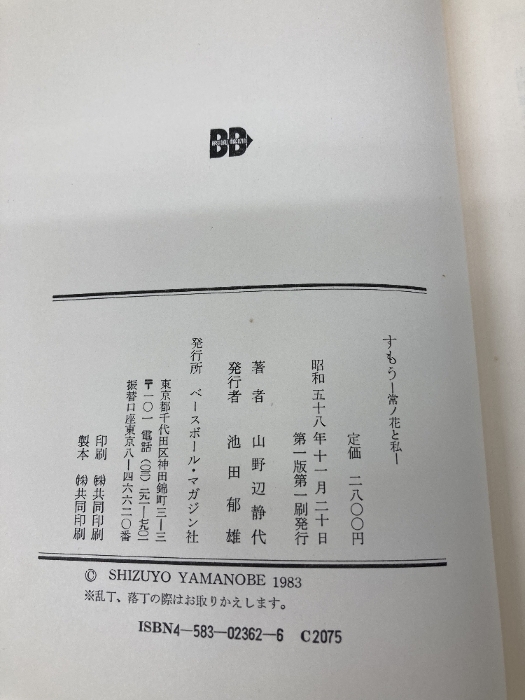 BB
すもう―常ノ花と私―
定価 二八〇〇円
昭和五十八年十一月二十日
第一版第一刷発行
著者 山野辺静代
発行者 池田郁雄
発行所 ベースボール・マガジン社
東京都千代田区神田錦町三―三
〒一〇一 電話(〇三)二九一―七九〇一
振替口座東京八―四六六二〇番
印刷 ㈱共同印刷
製本 ㈱共同印刷
© SHIZUYO YAMANOBE 1983
※乱丁、落丁の際はお取りかえします。
ISBN4-583-02362-6 C2075